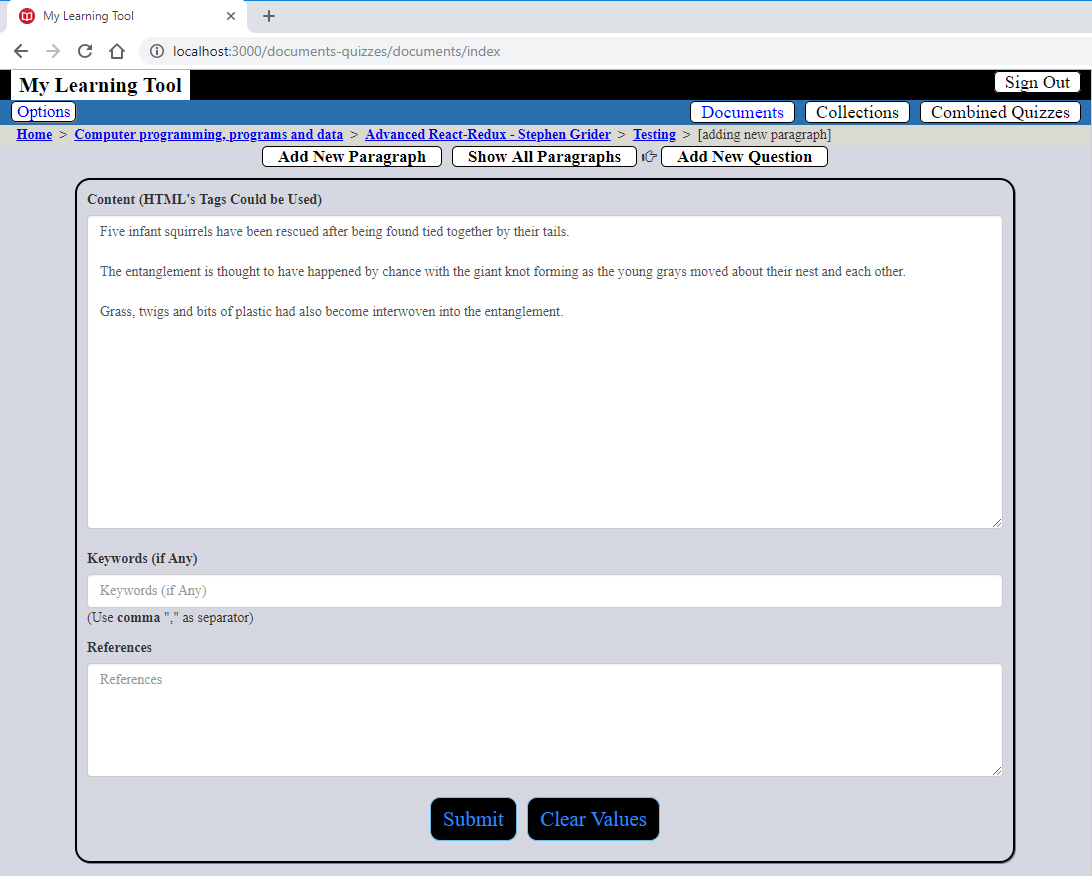 My Learning Tool
localhost:3000/documents-quizzes/documents/index
My Learning Tool Sign Out
Options Documents Collections Combined Quizzes
Home > Computer programming, programs and data > Advanced React-Redux - Stephen Grider > Testing > [adding new paragraph]
Add New Paragraph Show All Paragraphs Add New Question
Content (HTML's Tags Could be Used)
Five infant squirrels have been rescued after being found tied together by their tails.
The entanglement is thought to have happened by chance with the giant knot forming as the young grays moved about their nest and each other.
Grass, twigs and bits of plastic had also become interwoven into the entanglement.
Keywords (if Any)
Keywords (if Any)
(Use comma "," as separator)
References
References
Submit Clear Values